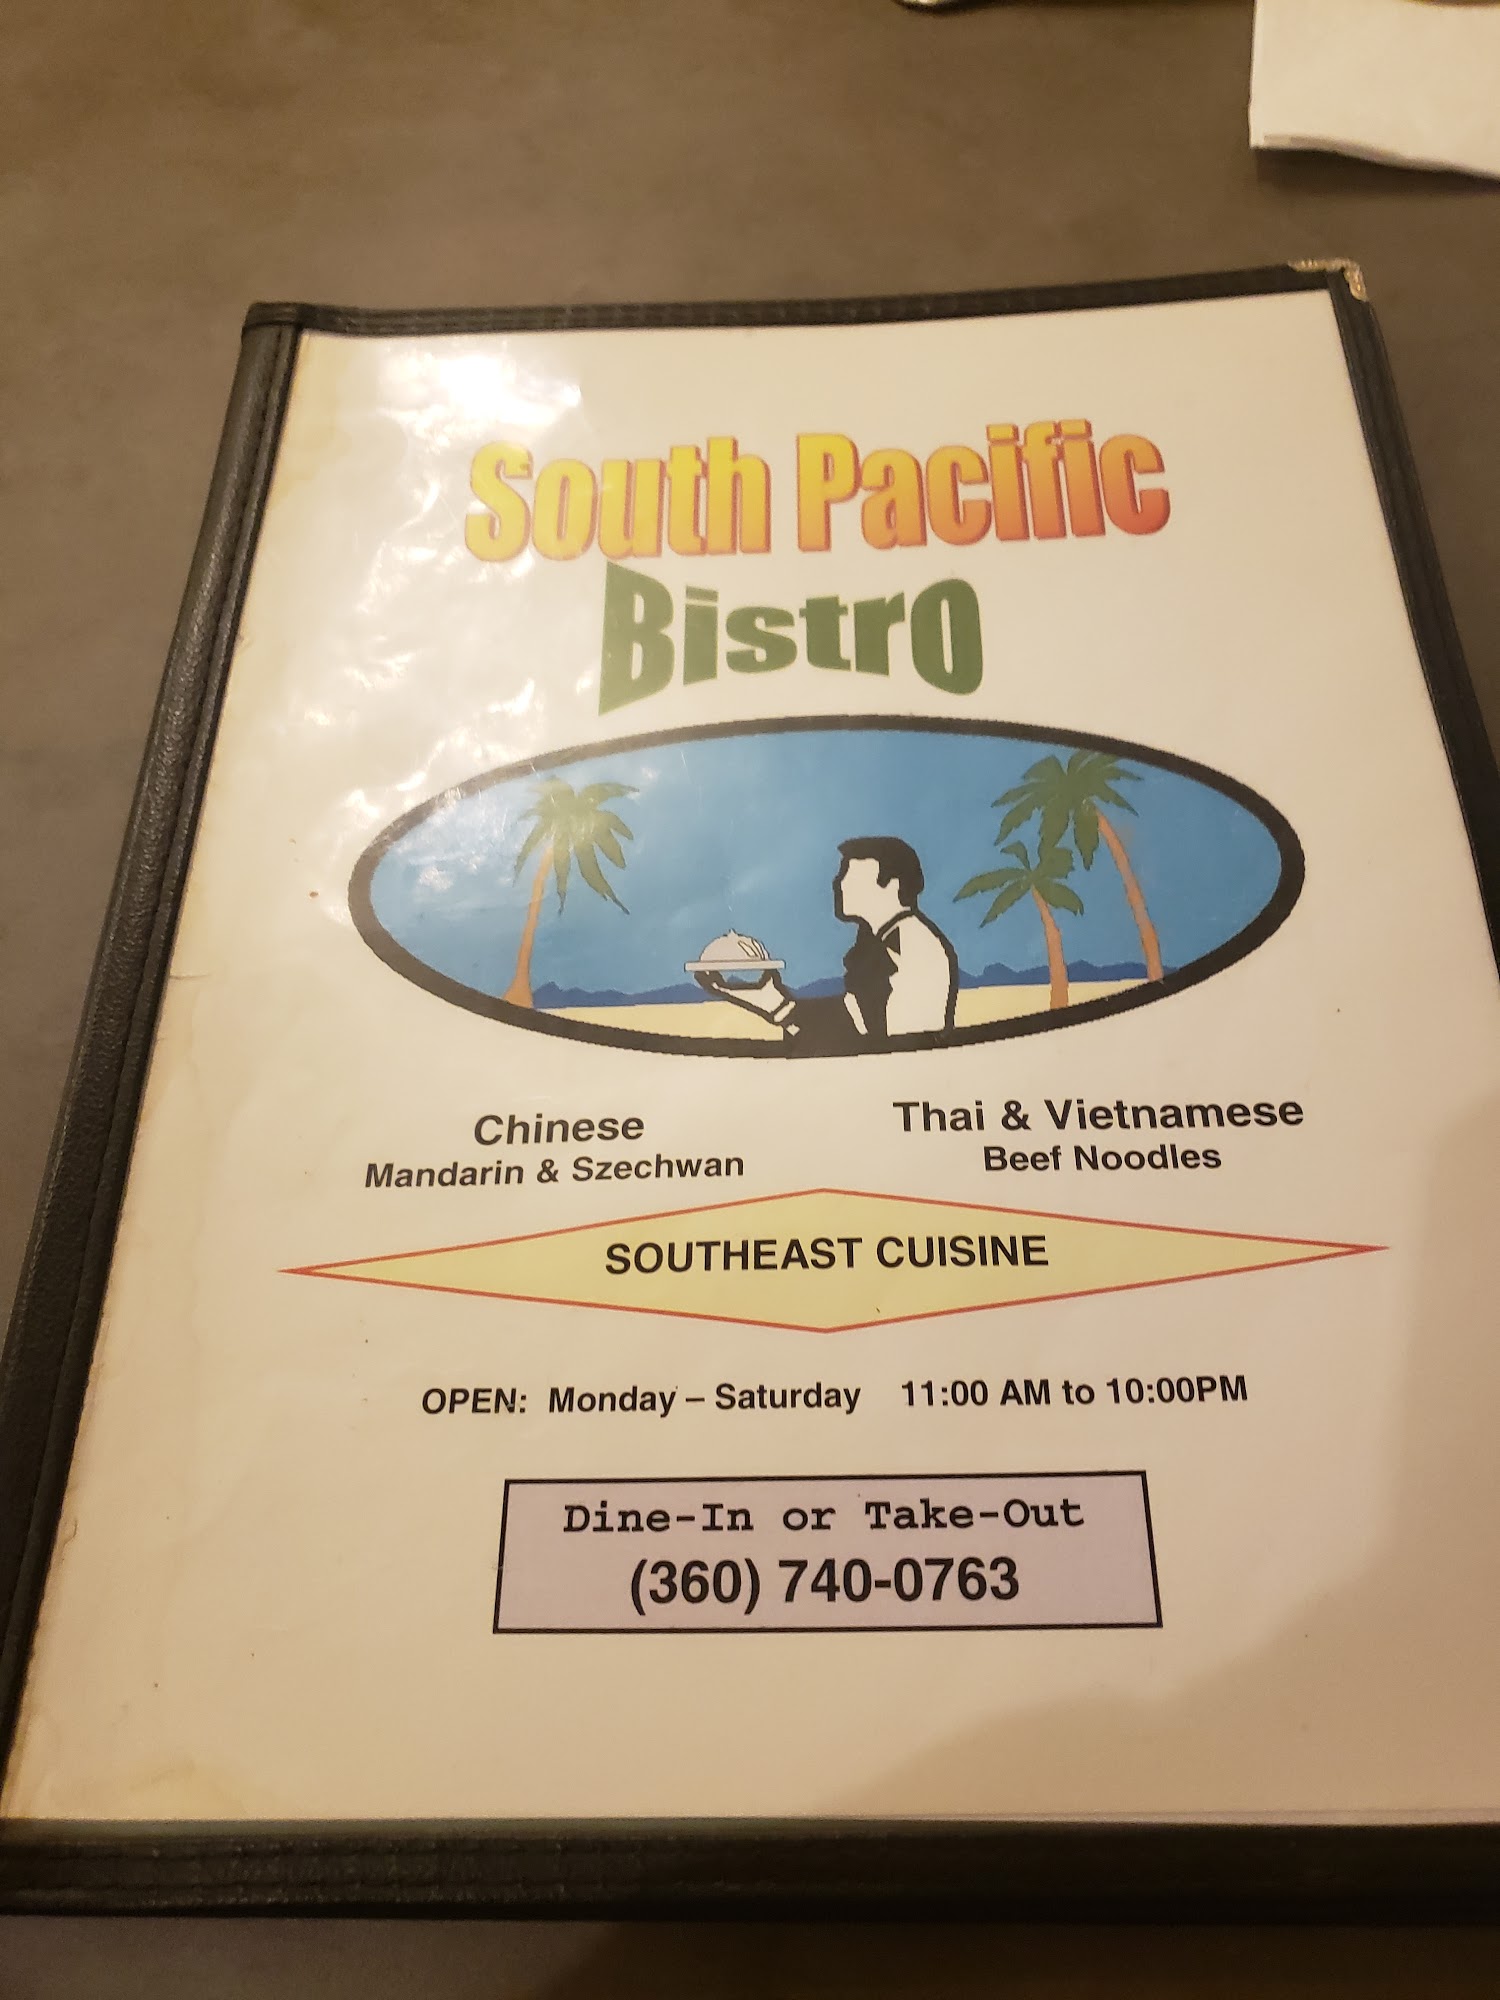 South Pacific
Bistro
Chinese
Mandarin & Szechwan
Thai & Vietnamese
Beef Noodles
SOUTHEAST CUISINE
OPEN: Monday – Saturday 11:00 AM to 10:00PM
Dine-In or Take-Out
(360) 740-0763